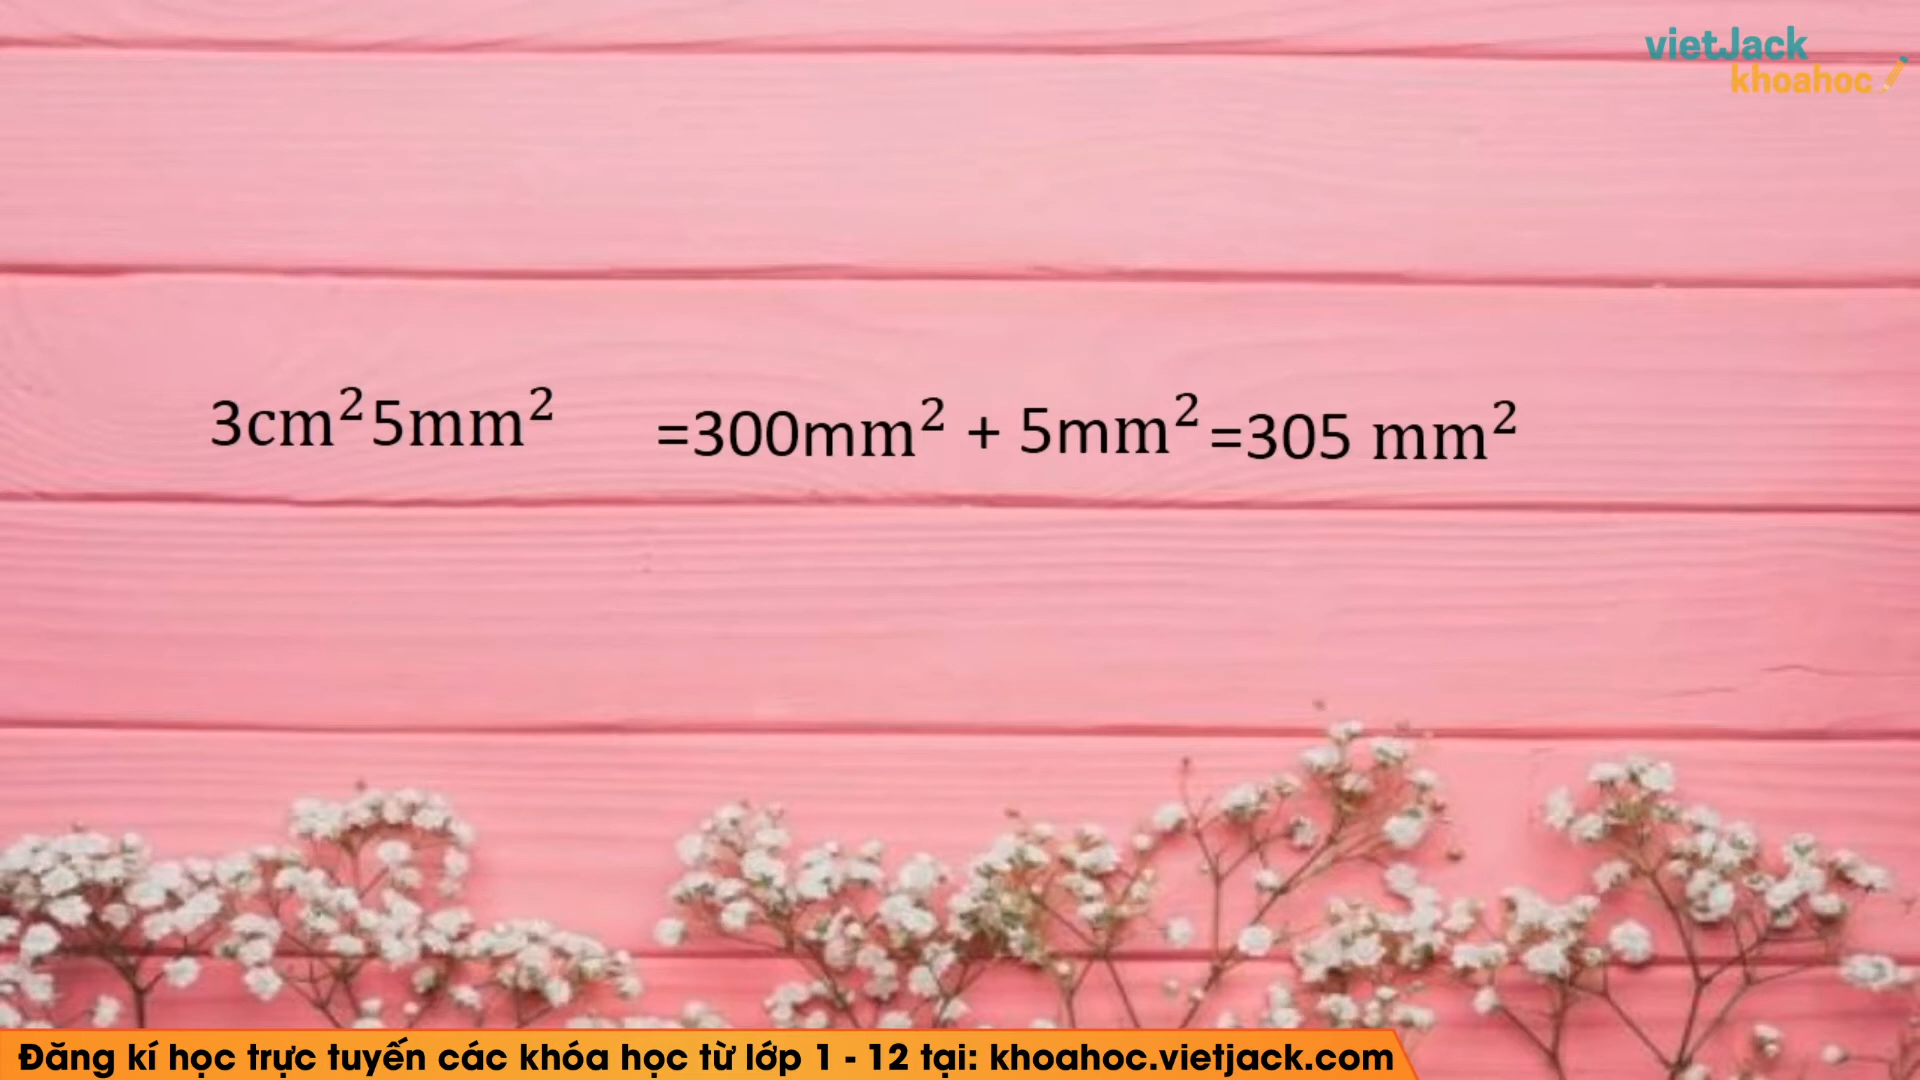 vietJack
khoahoc
3cm²5mm² =300mm² + 5mm² =305 mm²
Đăng kí học trực tuyến các khóa học từ lớp 1 - 12 tại: khoahoc.vietjack.com